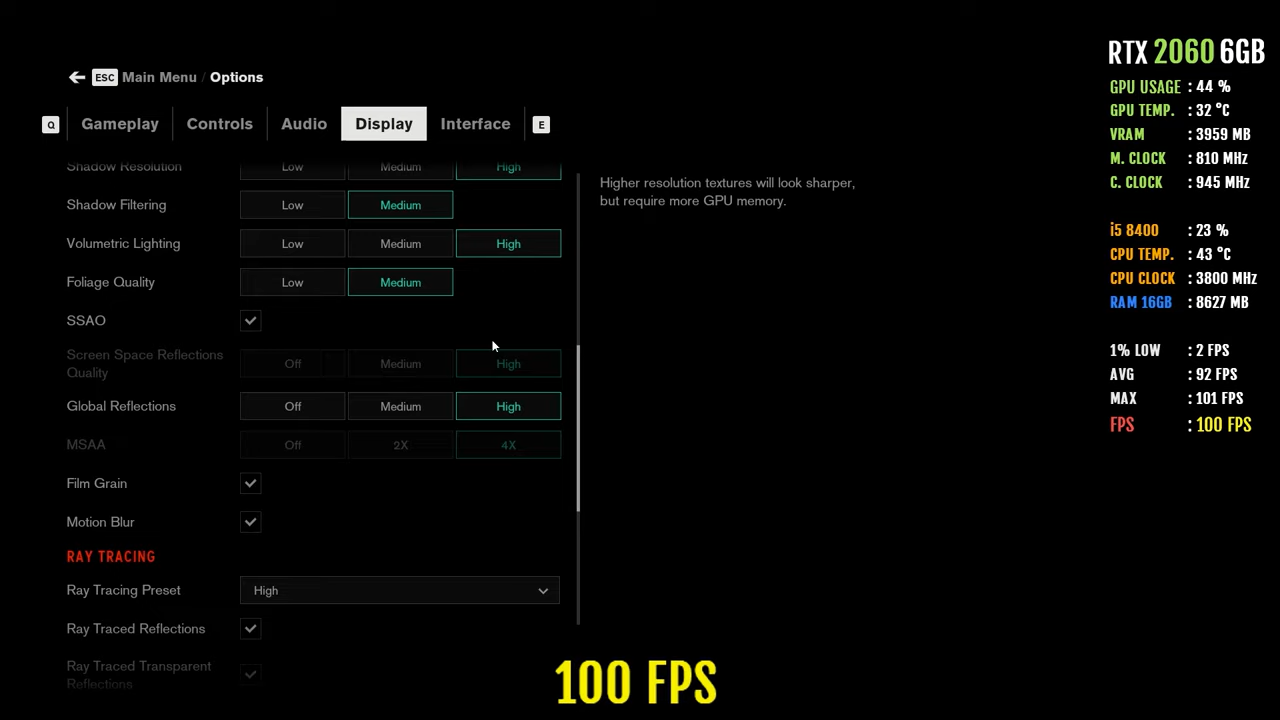 RTX 2060 6GB
← ESC Main Menu / Options
Q Gameplay Controls Audio Display Interface E
GPU USAGE : 44 %
GPU TEMP. : 32 °C
VRAM : 3959 MB
M. CLOCK : 810 MHz
C. CLOCK : 945 MHz
i5 8400 : 23 %
CPU TEMP. : 43 °C
CPU CLOCK : 3800 MHz
RAM 16GB : 8627 MB
1% LOW : 2 FPS
AVG : 92 FPS
MAX : 101 FPS
FPS : 100 FPS
Shadow Resolution Low Medium High
Shadow Filtering Low Medium
Volumetric Lighting Low Medium High
Foliage Quality Low Medium
SSAO
Screen Space Reflections
Quality Off Medium High
Global Reflections Off Medium High
MSAA Off 2X 4X
Film Grain
Motion Blur
RAY TRACING
Ray Tracing Preset High
Ray Traced Reflections
Ray Traced Transparent
Reflections
Higher resolution textures will look sharper,
but require more GPU memory.
100 FPS